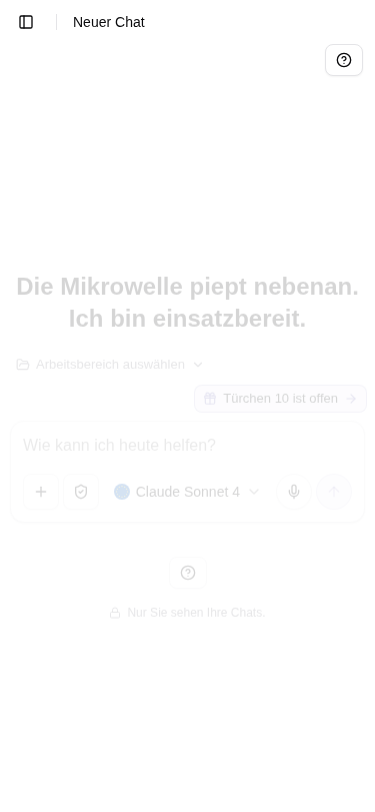 Neuer Chat
Die Mikrowelle piept nebenan.
Ich bin einsatzbereit.
Arbeitsbereich auswählen
Türchen 10 ist offen
Wie kann ich heute helfen?
Claude Sonnet 4
Nur Sie sehen Ihre Chats.